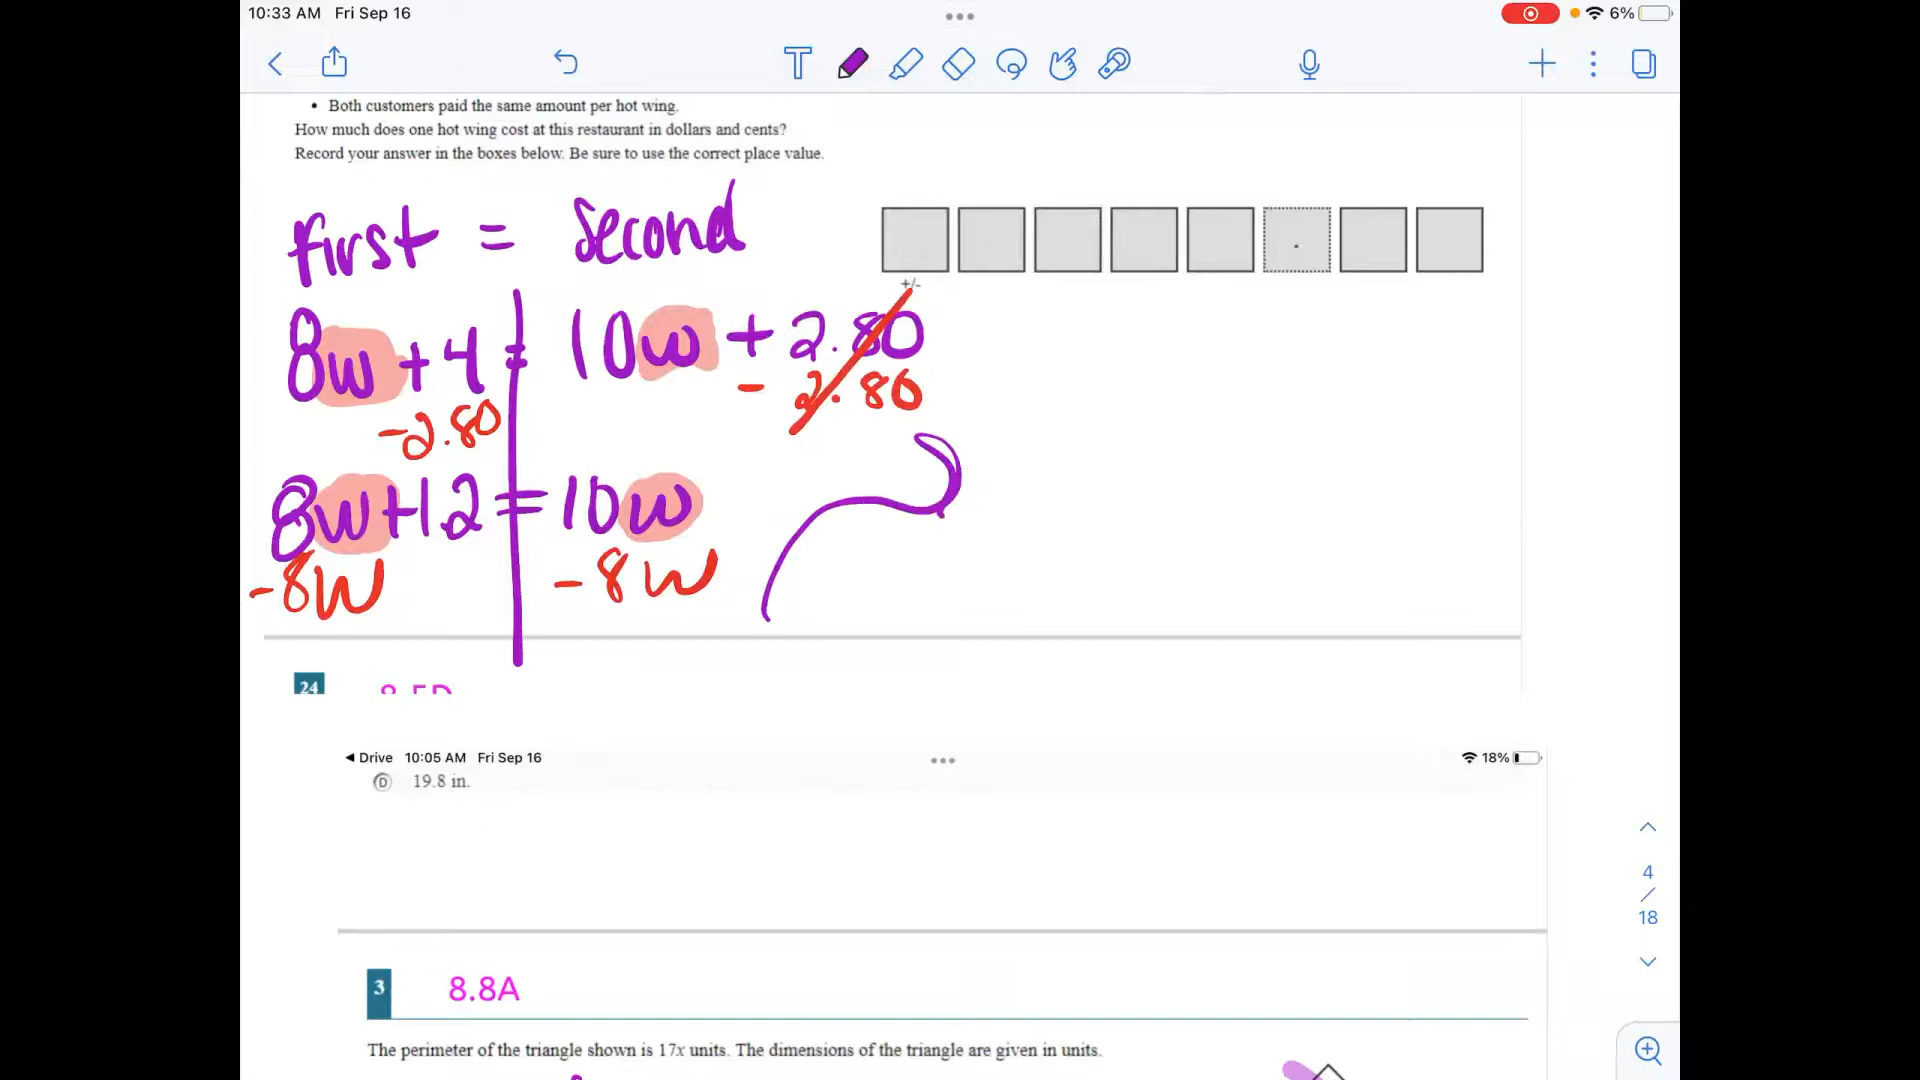 10:33 AM Fri Sep 16 6%
T
• Both customers paid the same amount per hot wing.
How much does one hot wing cost at this restaurant in dollars and cents?
Record your answer in the boxes below. Be sure to use the correct place value.
first = Second
.
+/-
8w + 4 = 10w + 2.80
-2.80 - 2.80
8w+1.2 = 10w
-8w -8w
24
◀ Drive 10:05 AM Fri Sep 16 18%
D 19.8 in.
4
/
18
3 8.8A
The perimeter of the triangle shown is 17x units. The dimensions of the triangle are given in units.